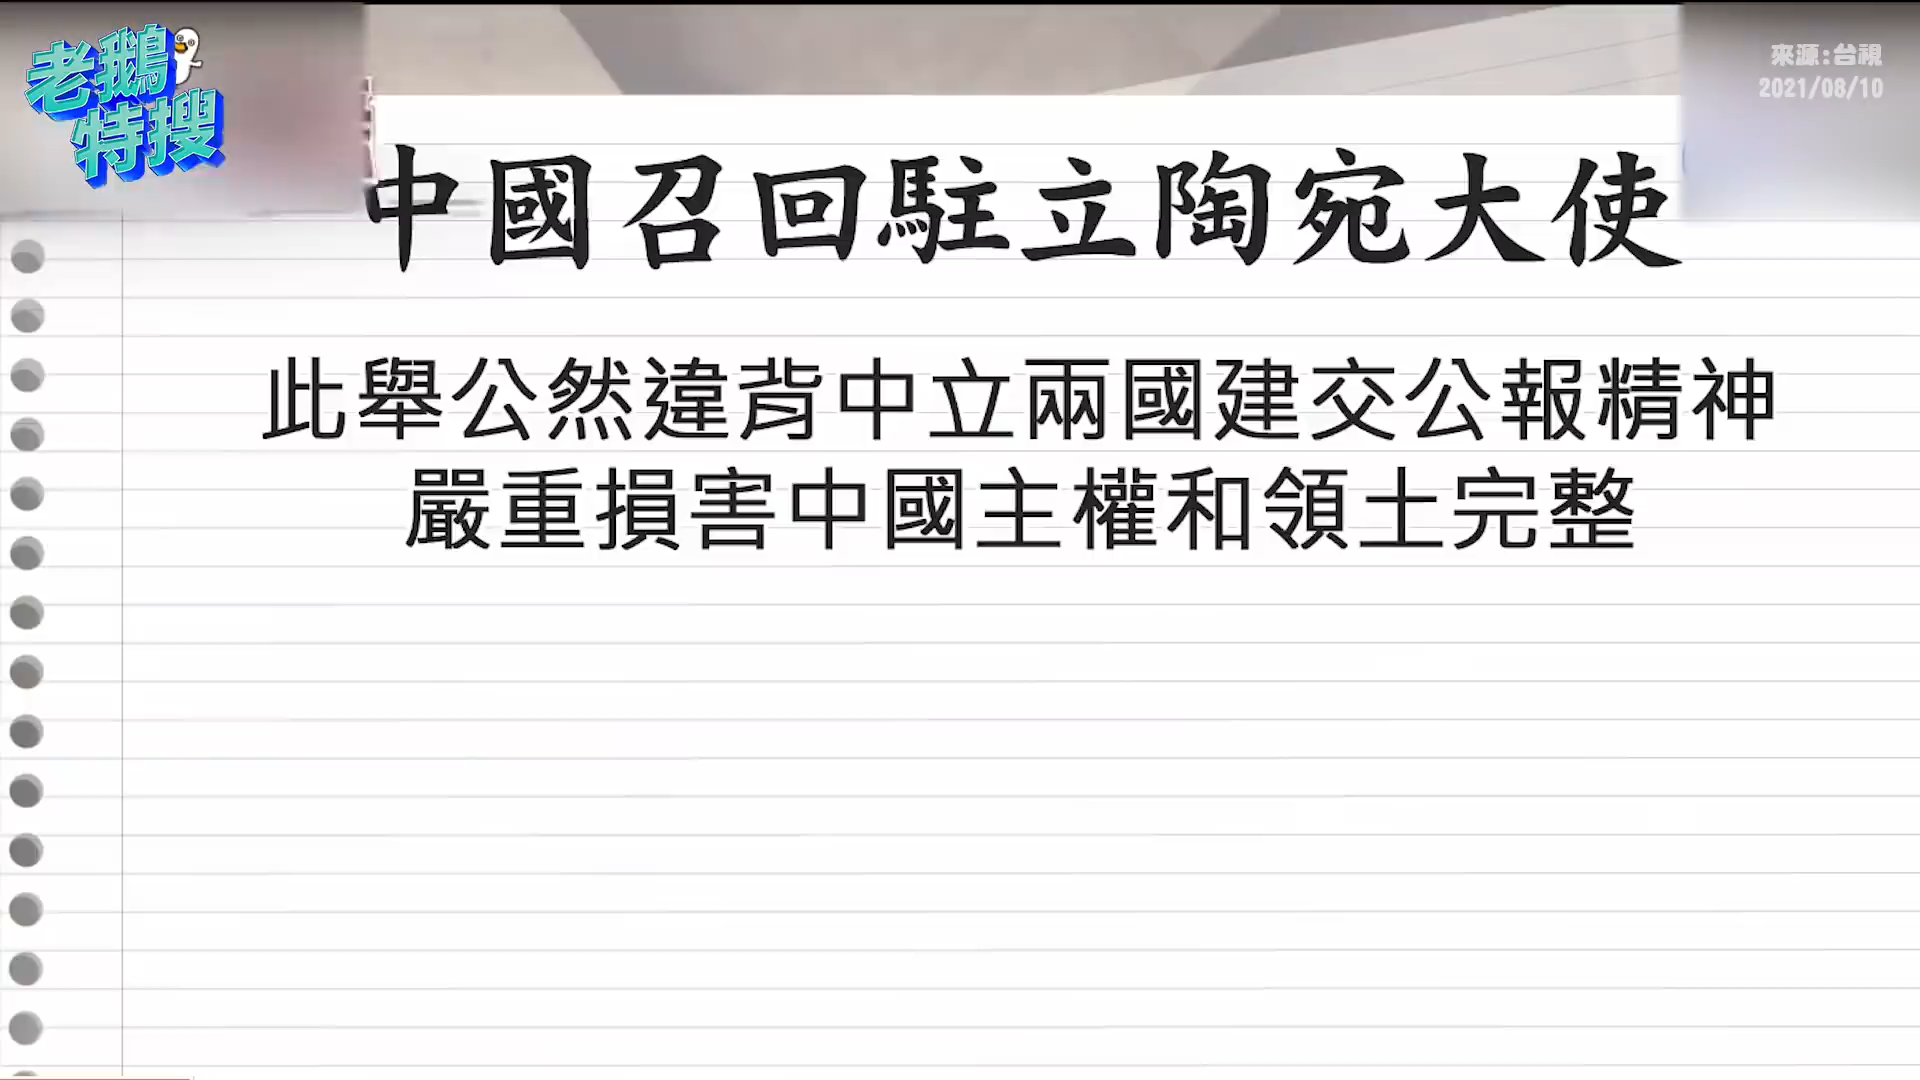 老鵝
特搜
來源:台視
2021/08/10
中國召回駐立陶宛大使
此舉公然違背中立兩國建交公報精神
嚴重損害中國主權和領土完整